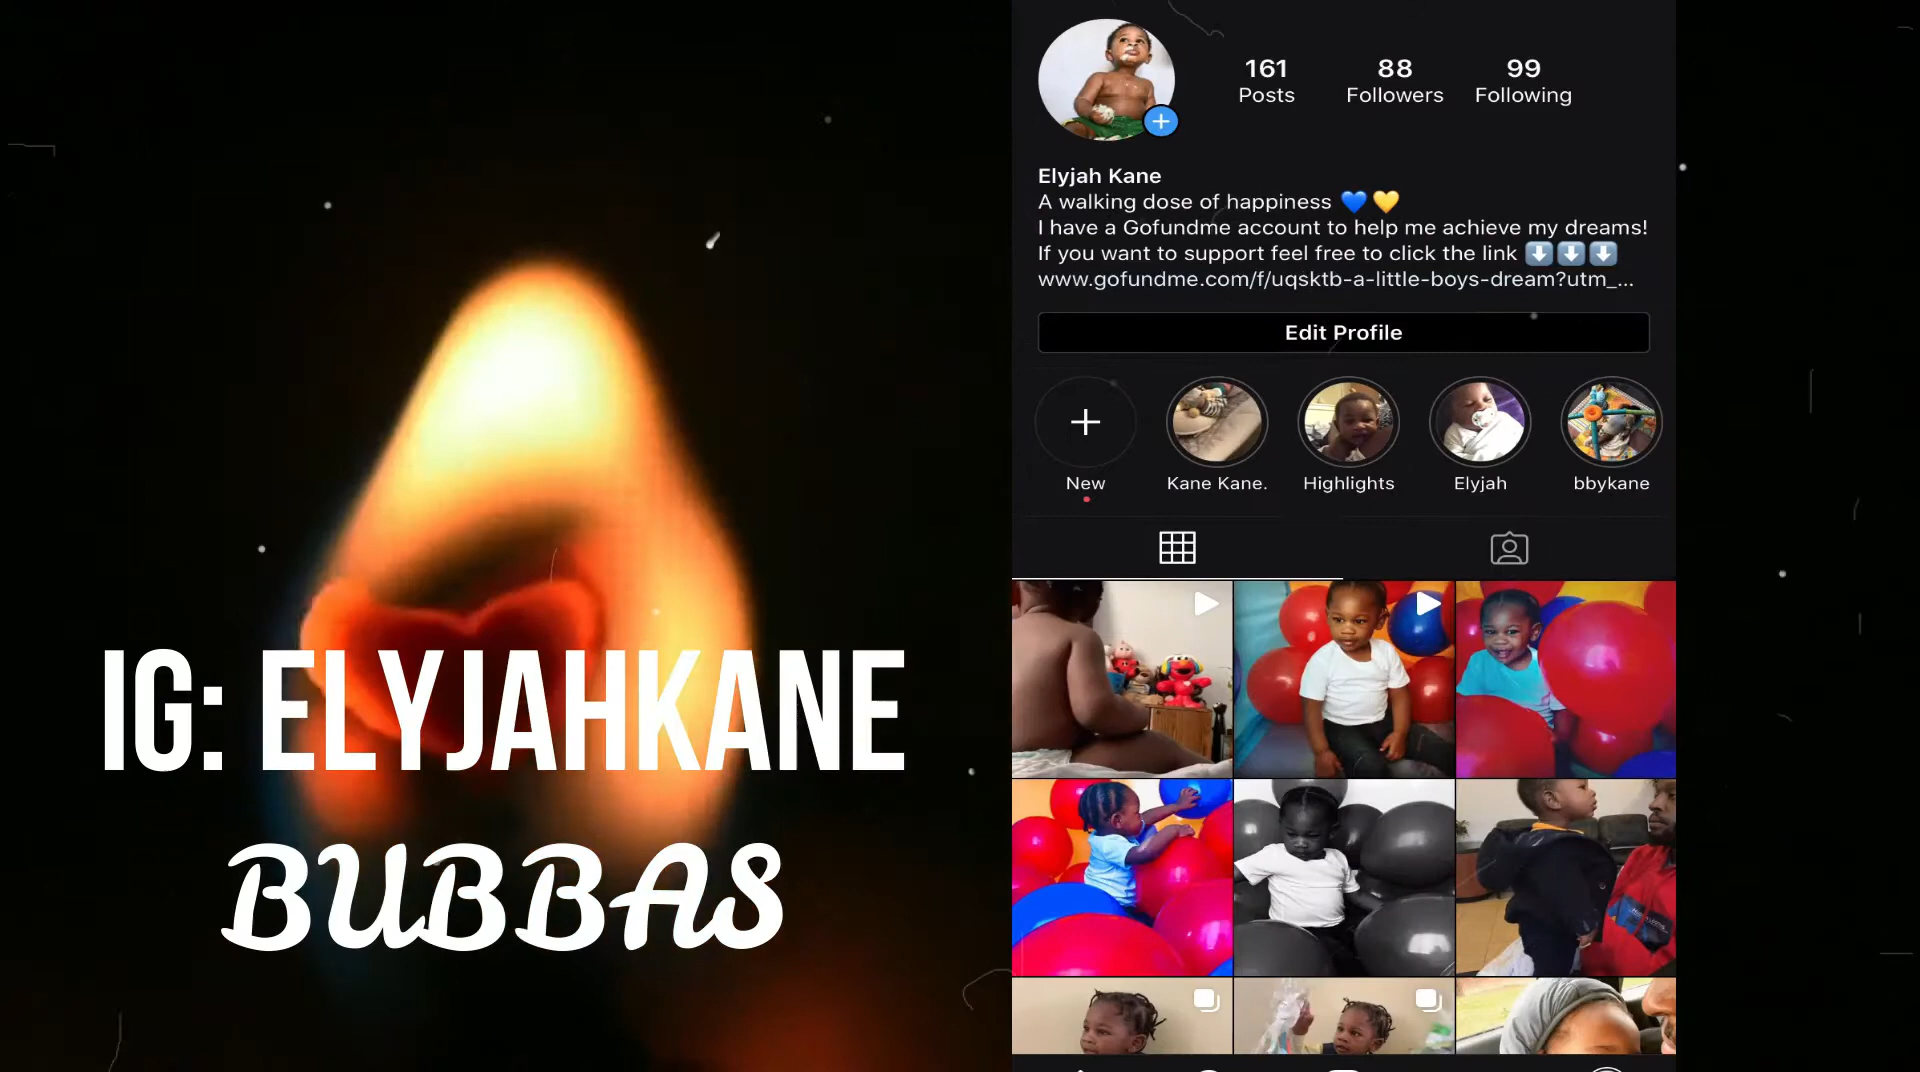 IG: ELYJAHKANE
BUBBAS
161 Posts
88 Followers
99 Following
Elyjah Kane
A walking dose of happiness 💙💛
I have a Gofundme account to help me achieve my dreams!
If you want to support feel free to click the link ⬇️⬇️⬇️
www.gofundme.com/f/uqsktb-a-little-boys-dream?utm_...
Edit Profile
New
Kane Kane.
Highlights
Elyjah
bbykane